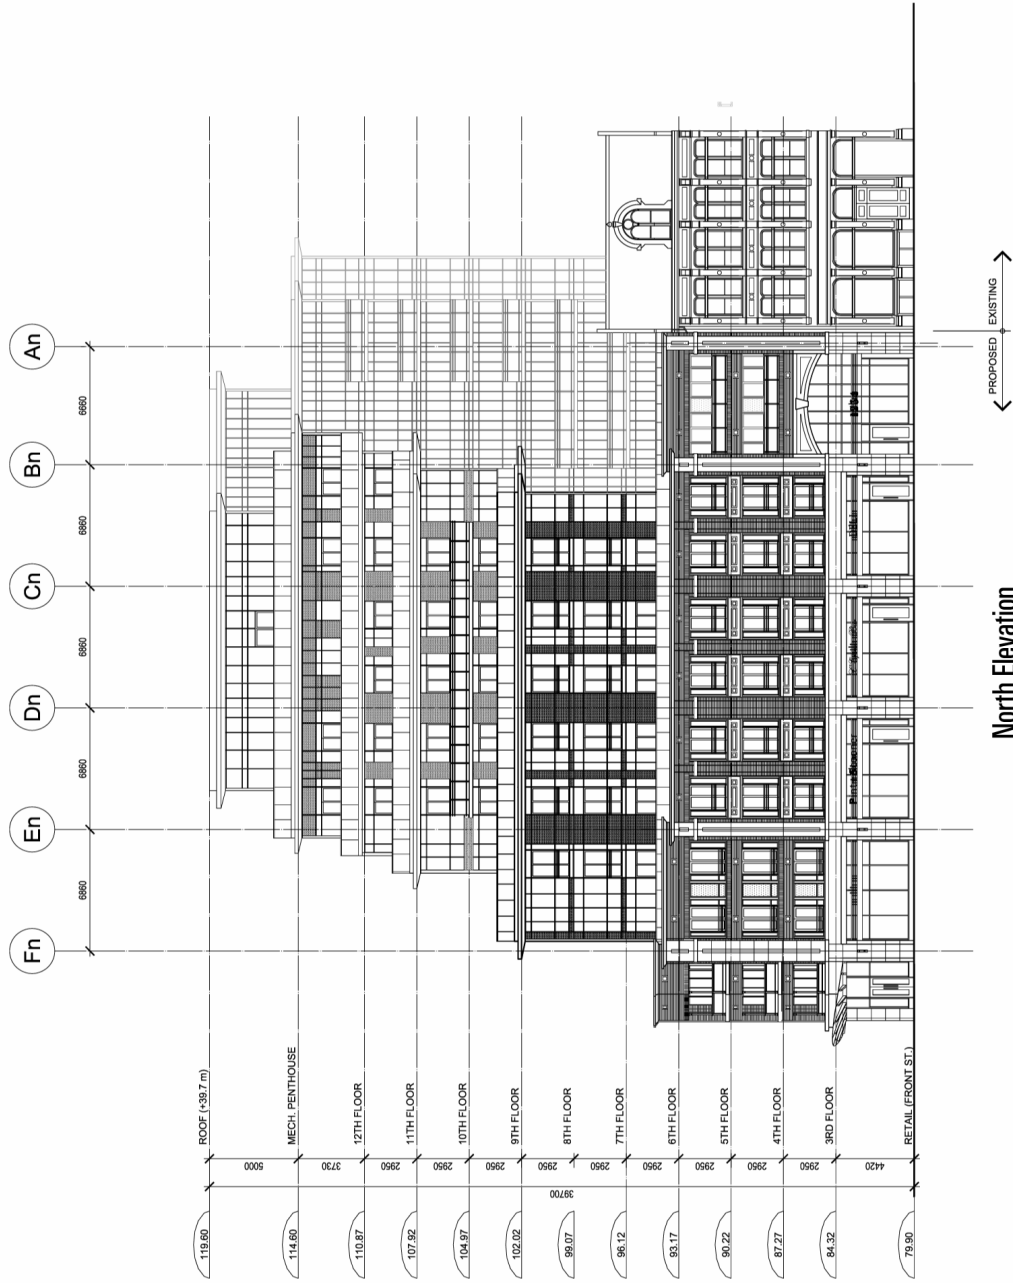 Fn
En
Dn
Cn
Bn
An
6860
6860
6860
6860
6660
119.60
ROOF (+39.7 m)
5000
114.60
MECH. PENTHOUSE
3730
110.87
12TH FLOOR
2950
107.92
11TH FLOOR
2950
104.97
10TH FLOOR
2950
102.02
9TH FLOOR
2950
99.07
8TH FLOOR
2950
96.12
7TH FLOOR
2950
93.17
6TH FLOOR
2950
90.22
5TH FLOOR
2950
87.27
4TH FLOOR
2950
84.32
3RD FLOOR
4420
79.90
RETAIL (FRONT ST.)
39700
PROPOSED
EXISTING
North Elevation